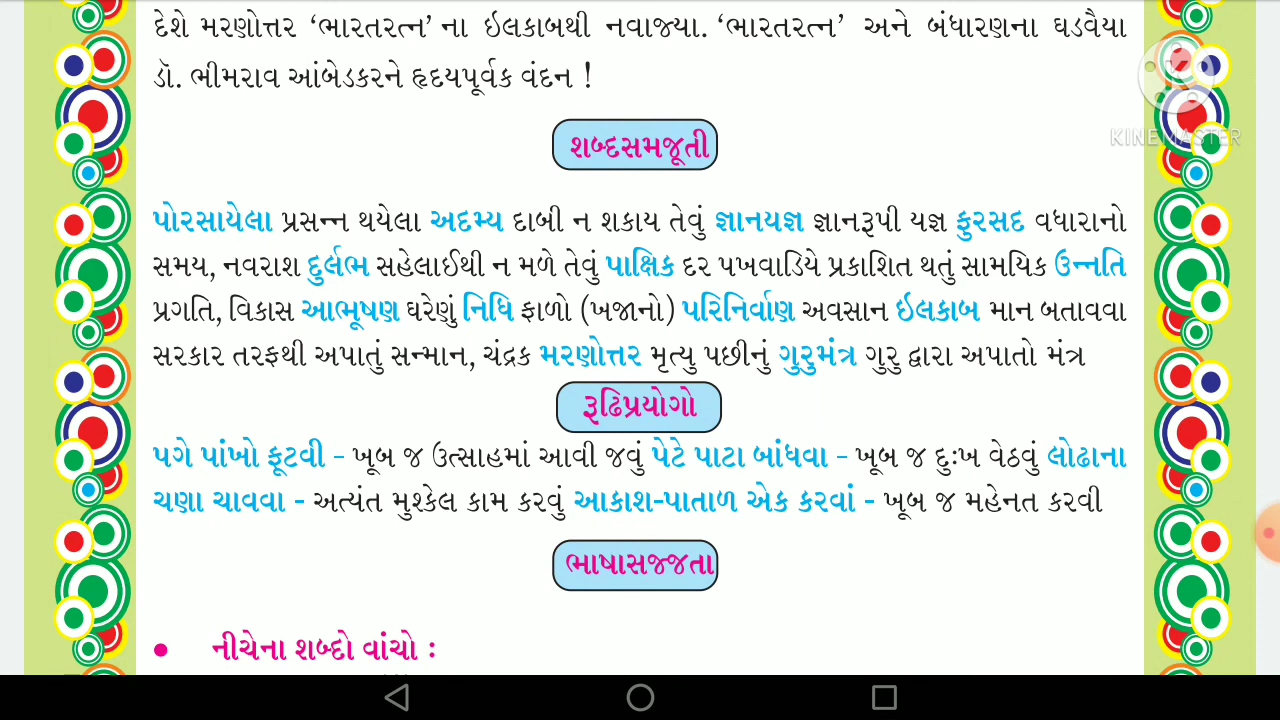 દેશે મરણોત્તર ‘ભારતરત્ન’ ના ઇલકાબથી નવાજ્યા. ‘ભારતરત્ન’ અને બંધારણના ઘડવૈયા
ડૉ. ભીમરાવ આંબેડકરને હૃદયપૂર્વક વંદન !
KINEMASTER
શબ્દસમજૂતી
પોરસાયેલા પ્રસન્ન થયેલા અદમ્ય દાબી ન શકાય તેવું જ્ઞાનયજ્ઞ જ્ઞાનરૂપી યજ્ઞ ફુરસદ વધારાનો
સમય, નવરાશ દુર્લભ સહેલાઈથી ન મળે તેવું પાક્ષિક દર પખવાડિયે પ્રકાશિત થતું સામયિક ઉન્નતિ
પ્રગતિ, વિકાસ આભૂષણ ઘરેણું નિધિ ફાળો (ખજાનો) પરિનિર્વાણ અવસાન ઇલકાબ માન બતાવવા
સરકાર તરફથી અપાતું સન્માન, ચંદ્રક મરણોત્તર મૃત્યુ પછીનું ગુરુમંત્ર ગુરુ દ્વારા અપાતો મંત્ર
રૂઢિપ્રયોગો
પગે પાંખો ફૂટવી - ખૂબ જ ઉત્સાહમાં આવી જવું પેટે પાટા બાંધવા - ખૂબ જ દુઃખ વેઠવું લોઢાના
ચણા ચાવવા - અત્યંત મુશ્કેલ કામ કરવું આકાશ-પાતાળ એક કરવાં - ખૂબ જ મહેનત કરવી
ભાષાસજ્જતા
• નીચેના શબ્દો વાંચો :